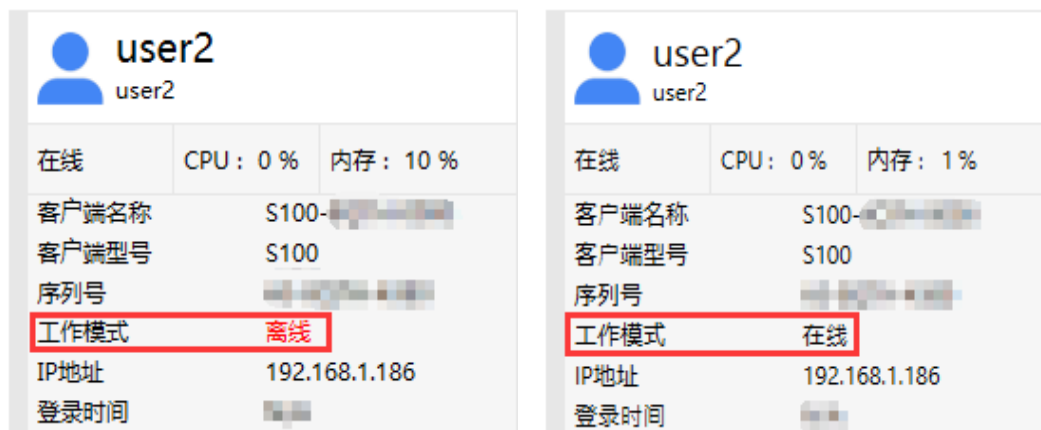 user2
user2
在线 CPU： 0 % 内存： 10 %
客户端名称 S100-
客户端型号 S100
序列号
工作模式 离线
IP地址 192.168.1.186
登录时间
user2
user2
在线 CPU： 0 % 内存： 1 %
客户端名称 S100-
客户端型号 S100
序列号
工作模式 在线
IP地址 192.168.1.186
登录时间